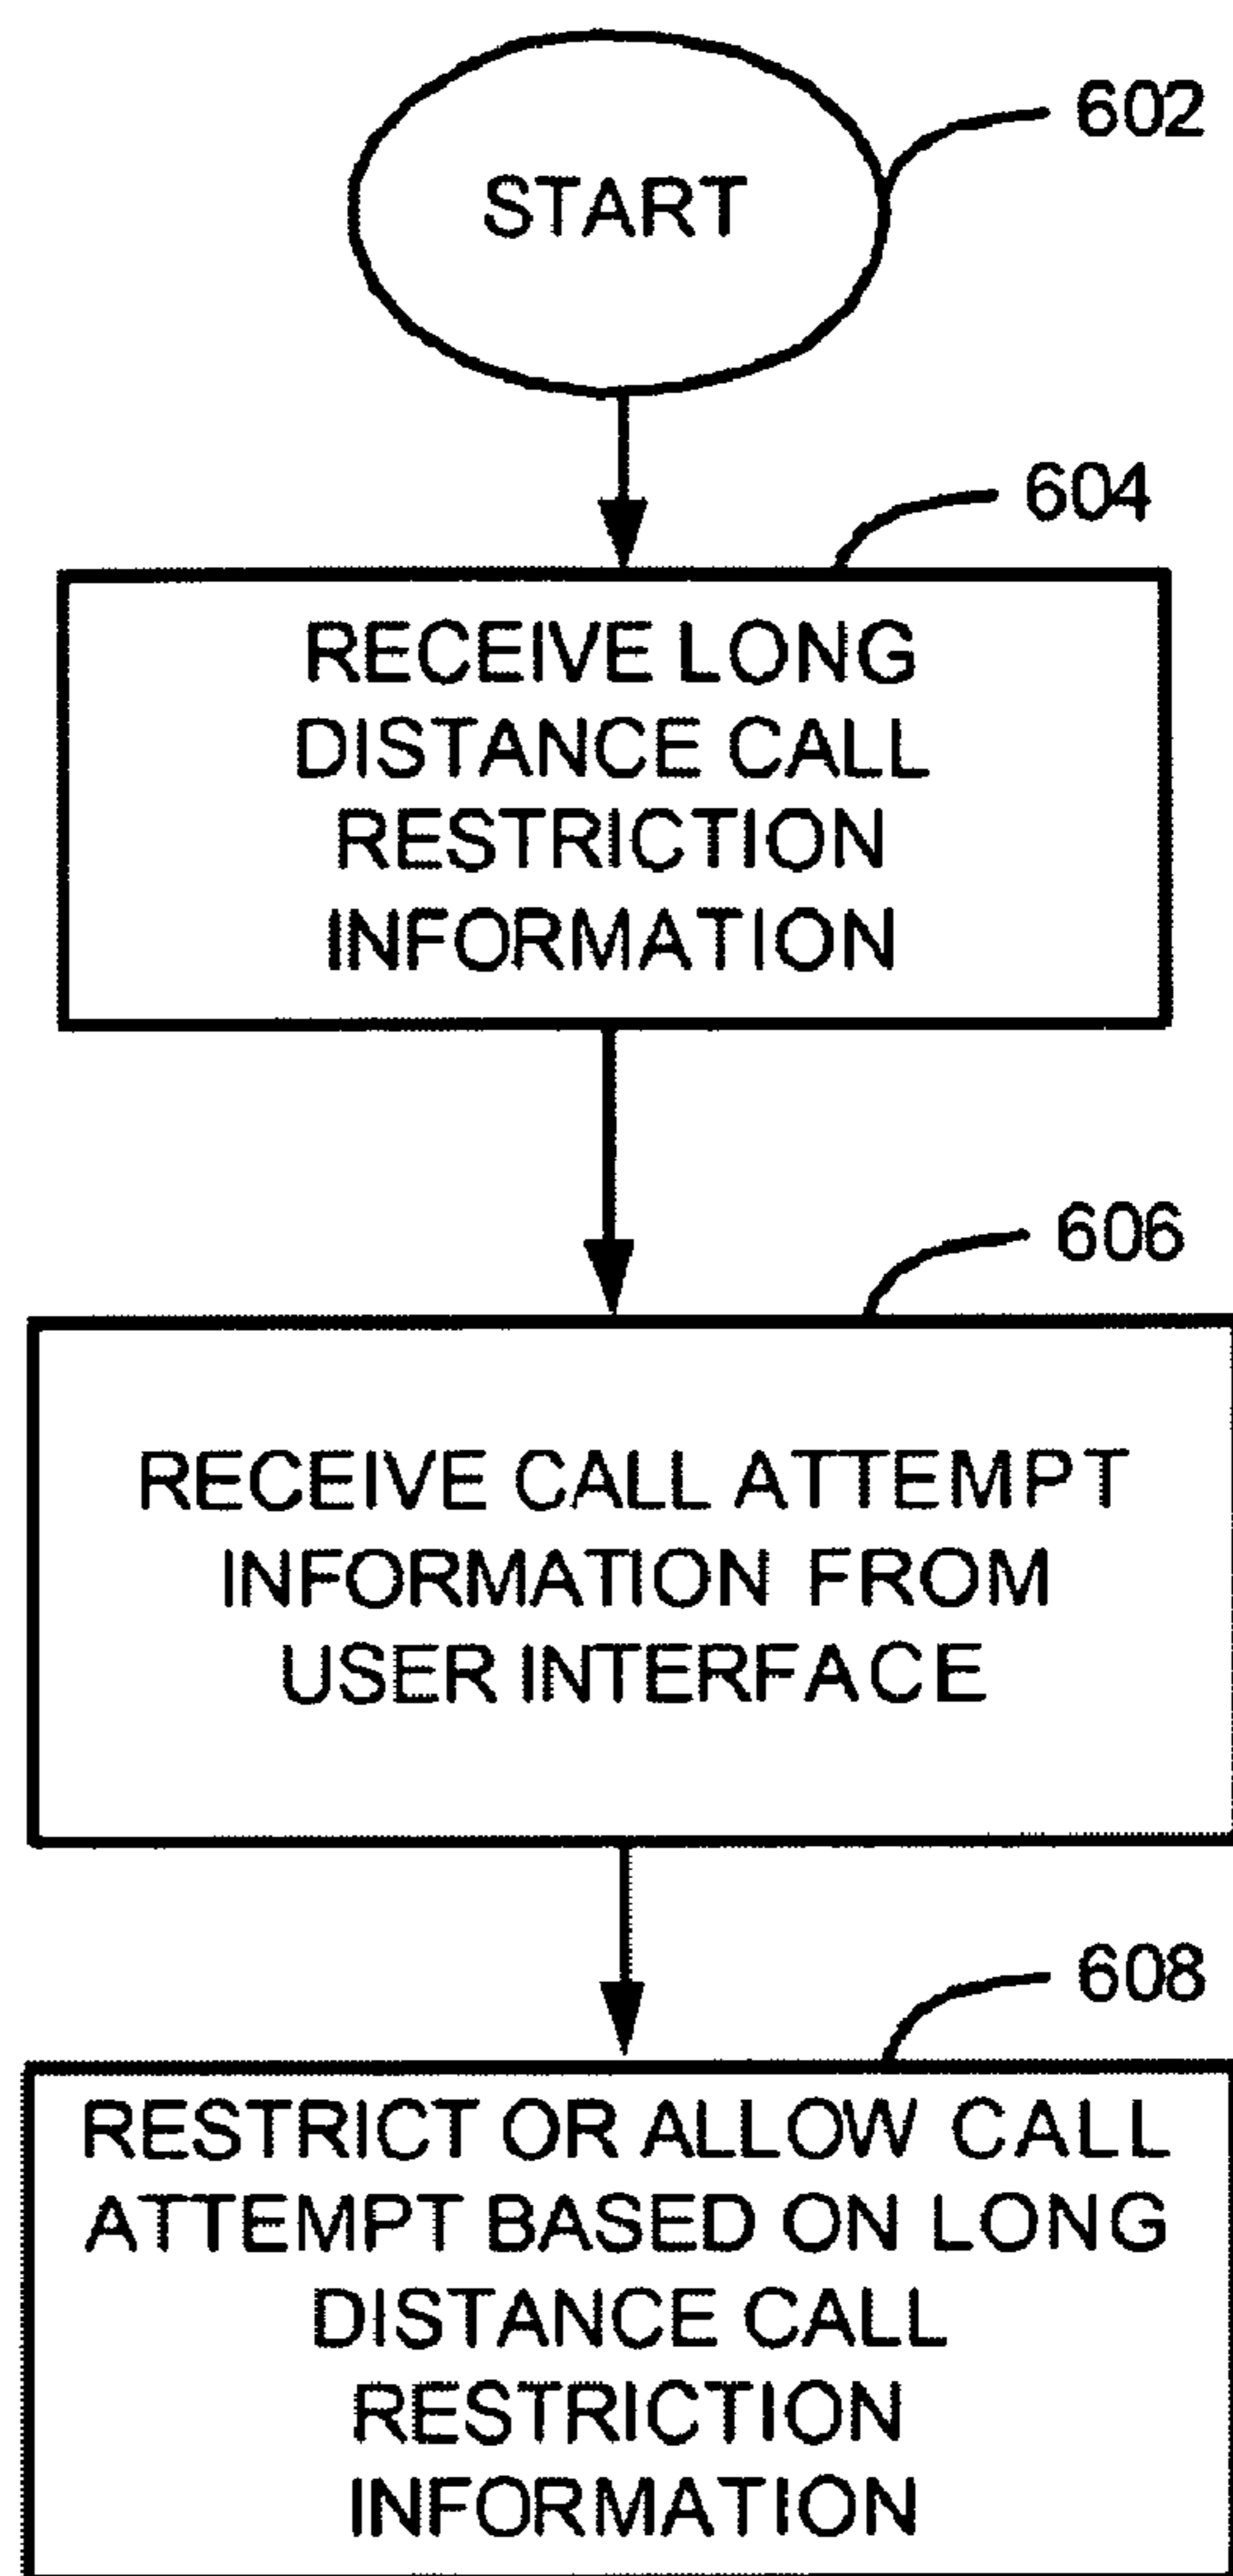 602
START
604
RECEIVE LONG
DISTANCE CALL
RESTRICTION
INFORMATION
606
RECEIVE CALL ATTEMPT
INFORMATION FROM
USER INTERFACE
608
RESTRICT OR ALLOW CALL
ATTEMPT BASED ON LONG
DISTANCE CALL
RESTRICTION
INFORMATION